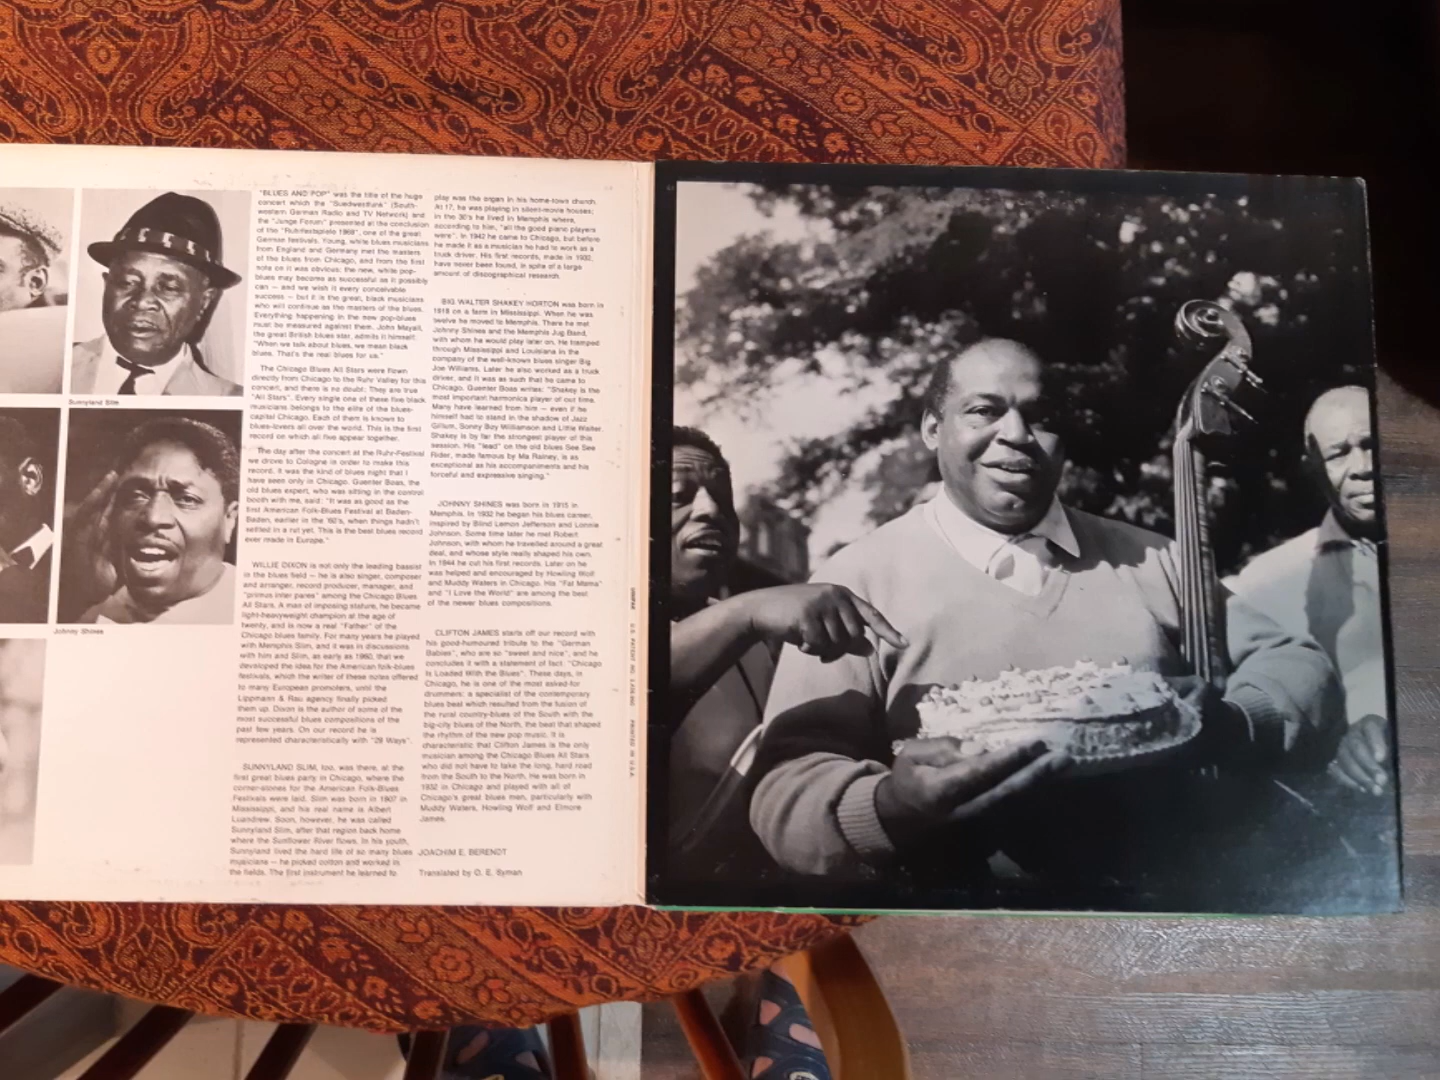 Sunnyland Slim
Johnny Shines
"BLUES AND POP" was the title of the huge
concert which the "Suedwestfunk" (South-
western German Radio and TV Network) and
the "Junge Forum" presented at the conclusion
of the "Ruhrfestspiele 1968", one of the great
German festivals. Young, white blues musicians
from England and Germany met the masters
of the blues from Chicago, and from the first
note on it was obvious: the new, white pop-
blues may become as successful as it possibly
can — and we wish it every conceivable
success — but it is the great, black musicians
who will continue as the masters of the blues.
Everything happening in the new pop-blues
must be measured against them. John Mayall,
the great British blues star, admits it himself.
"When we talk about blues, we mean black
blues. That's the real blues for us."
The Chicago Blues All Stars were flown
directly from Chicago to the Ruhr Valley for this
concert, and there is no doubt: They are true
"All Stars". Every single one of these five black
musicians belongs to the elite of the blues-
capital Chicago. Each of them is known to
blues-lovers all over the world. This is the first
record on which all five appear together.
The day after the concert at the Ruhr-Festival
we drove to Cologne in order to make this
record. It was the kind of blues night that I
have seen only in Chicago. Guenter Boas, the
old blues expert, who was sitting in the control
booth with me, said: "It was as good as the
first American Folk-Blues Festival at Baden-
Baden, earlier in the '60's, when things hadn't
settled in a rut yet. This is the best blues record
ever made in Europe."
WILLIE DIXON is not only the leading bassist
in the blues field — he is also singer, composer
and arranger, record producer, manager, and
"primus inter pares" among the Chicago Blues
All Stars. A man of imposing stature, he became
light-heavyweight champion at the age of
twenty, and is now a real "Father" of the
Chicago blues family. For many years he played
with Memphis Slim, and it was in discussions
with him and Slim, as early as 1960, that we
developed the idea for the American folk-blues
festivals, which the writer of these notes offered
to many European promoters, until the
Lippmann & Rau agency finally picked
them up. Dixon is the author of some of the
most successful blues compositions of the
past few years. On our record he is
represented characteristically with "29 Ways".
SUNNYLAND SLIM, too, was there, at the
first great blues party in Chicago, where the
corner-stones for the American Folk-Blues
Festivals were laid. Slim was born in 1907 in
Mississippi, and his real name is Albert
Luandrew. Soon, however, he was called
Sunnyland Slim, after that region back home
where the Sunflower River flows. In his youth,
Sunnyland lived the hard life of so many blues
musicians — he picked cotton and worked in
the fields. The first instrument he learned to
play was the organ in his home-town church.
At 17, he was playing in silent-movie houses;
in the 30's he lived in Memphis where,
according to him, "all the good piano players
were". In 1942 he came to Chicago, but before
he made it as a musician he had to work as a
truck driver. His first records, made in 1932,
have never been found, in spite of a large
amount of discographical research.
BIG WALTER SHAKEY HORTON was born in
1918 on a farm in Mississippi. When he was
twelve he moved to Memphis. There he met
Johnny Shines and the Memphis Jug Band,
with whom he would play later on. He tramped
through Mississippi and Louisiana in the
company of the well-known blues singer Big
Joe Williams. Later he also worked as a truck
driver, and it was as such that he came to
Chicago. Guenter Boas writes: "Shakey is the
most important harmonica player of our time.
Many have learned from him — even if he
himself had to stand in the shadow of Jazz
Gillum, Sonny Boy Williamson and Little Walter.
Shakey is by far the strongest player of this
session. His "lead" on the old blues See See
Rider, made famous by Ma Rainey, is as
exceptional as his accompaniments and his
forceful and expressive singing."
JOHNNY SHINES was born in 1915 in
Memphis. In 1932 he began his blues career,
inspired by Blind Lemon Jefferson and Lonnie
Johnson. Some time later he met Robert
Johnson, with whom he travelled around a great
deal, and whose style really shaped his own.
In 1944 he cut his first records. Later on he
was helped and encouraged by Howling Wolf
and Muddy Waters in Chicago. His "Fat Mama"
and "I Love the World" are among the best
of the newer blues compositions.
CLIFTON JAMES starts off our record with
his good-humoured tribute to the "German
Babies", who are so "sweet and nice", and he
concludes it with a statement of fact. "Chicago
Is Loaded With the Blues". These days, in
Chicago, he is one of the most asked-for
drummers; a specialist of the contemporary
blues beat which resulted from the fusion of
the rural country-blues of the South with the
big-city blues of the North, the beat that shaped
the rhythm of the new pop music. It is
characteristic that Clifton James is the only
musician among the Chicago Blues All Stars
who did not have to take the long, hard road
from the South to the North. He was born in
1932 in Chicago and played with all of
Chicago's great blues men, particularly with
Muddy Waters, Howling Wolf and Elmore
James.
JOACHIM E. BERENDT
Translated by O. E. Syman
UNIPAK U.S. PATENT NO. PRINTED IN U.S.A.